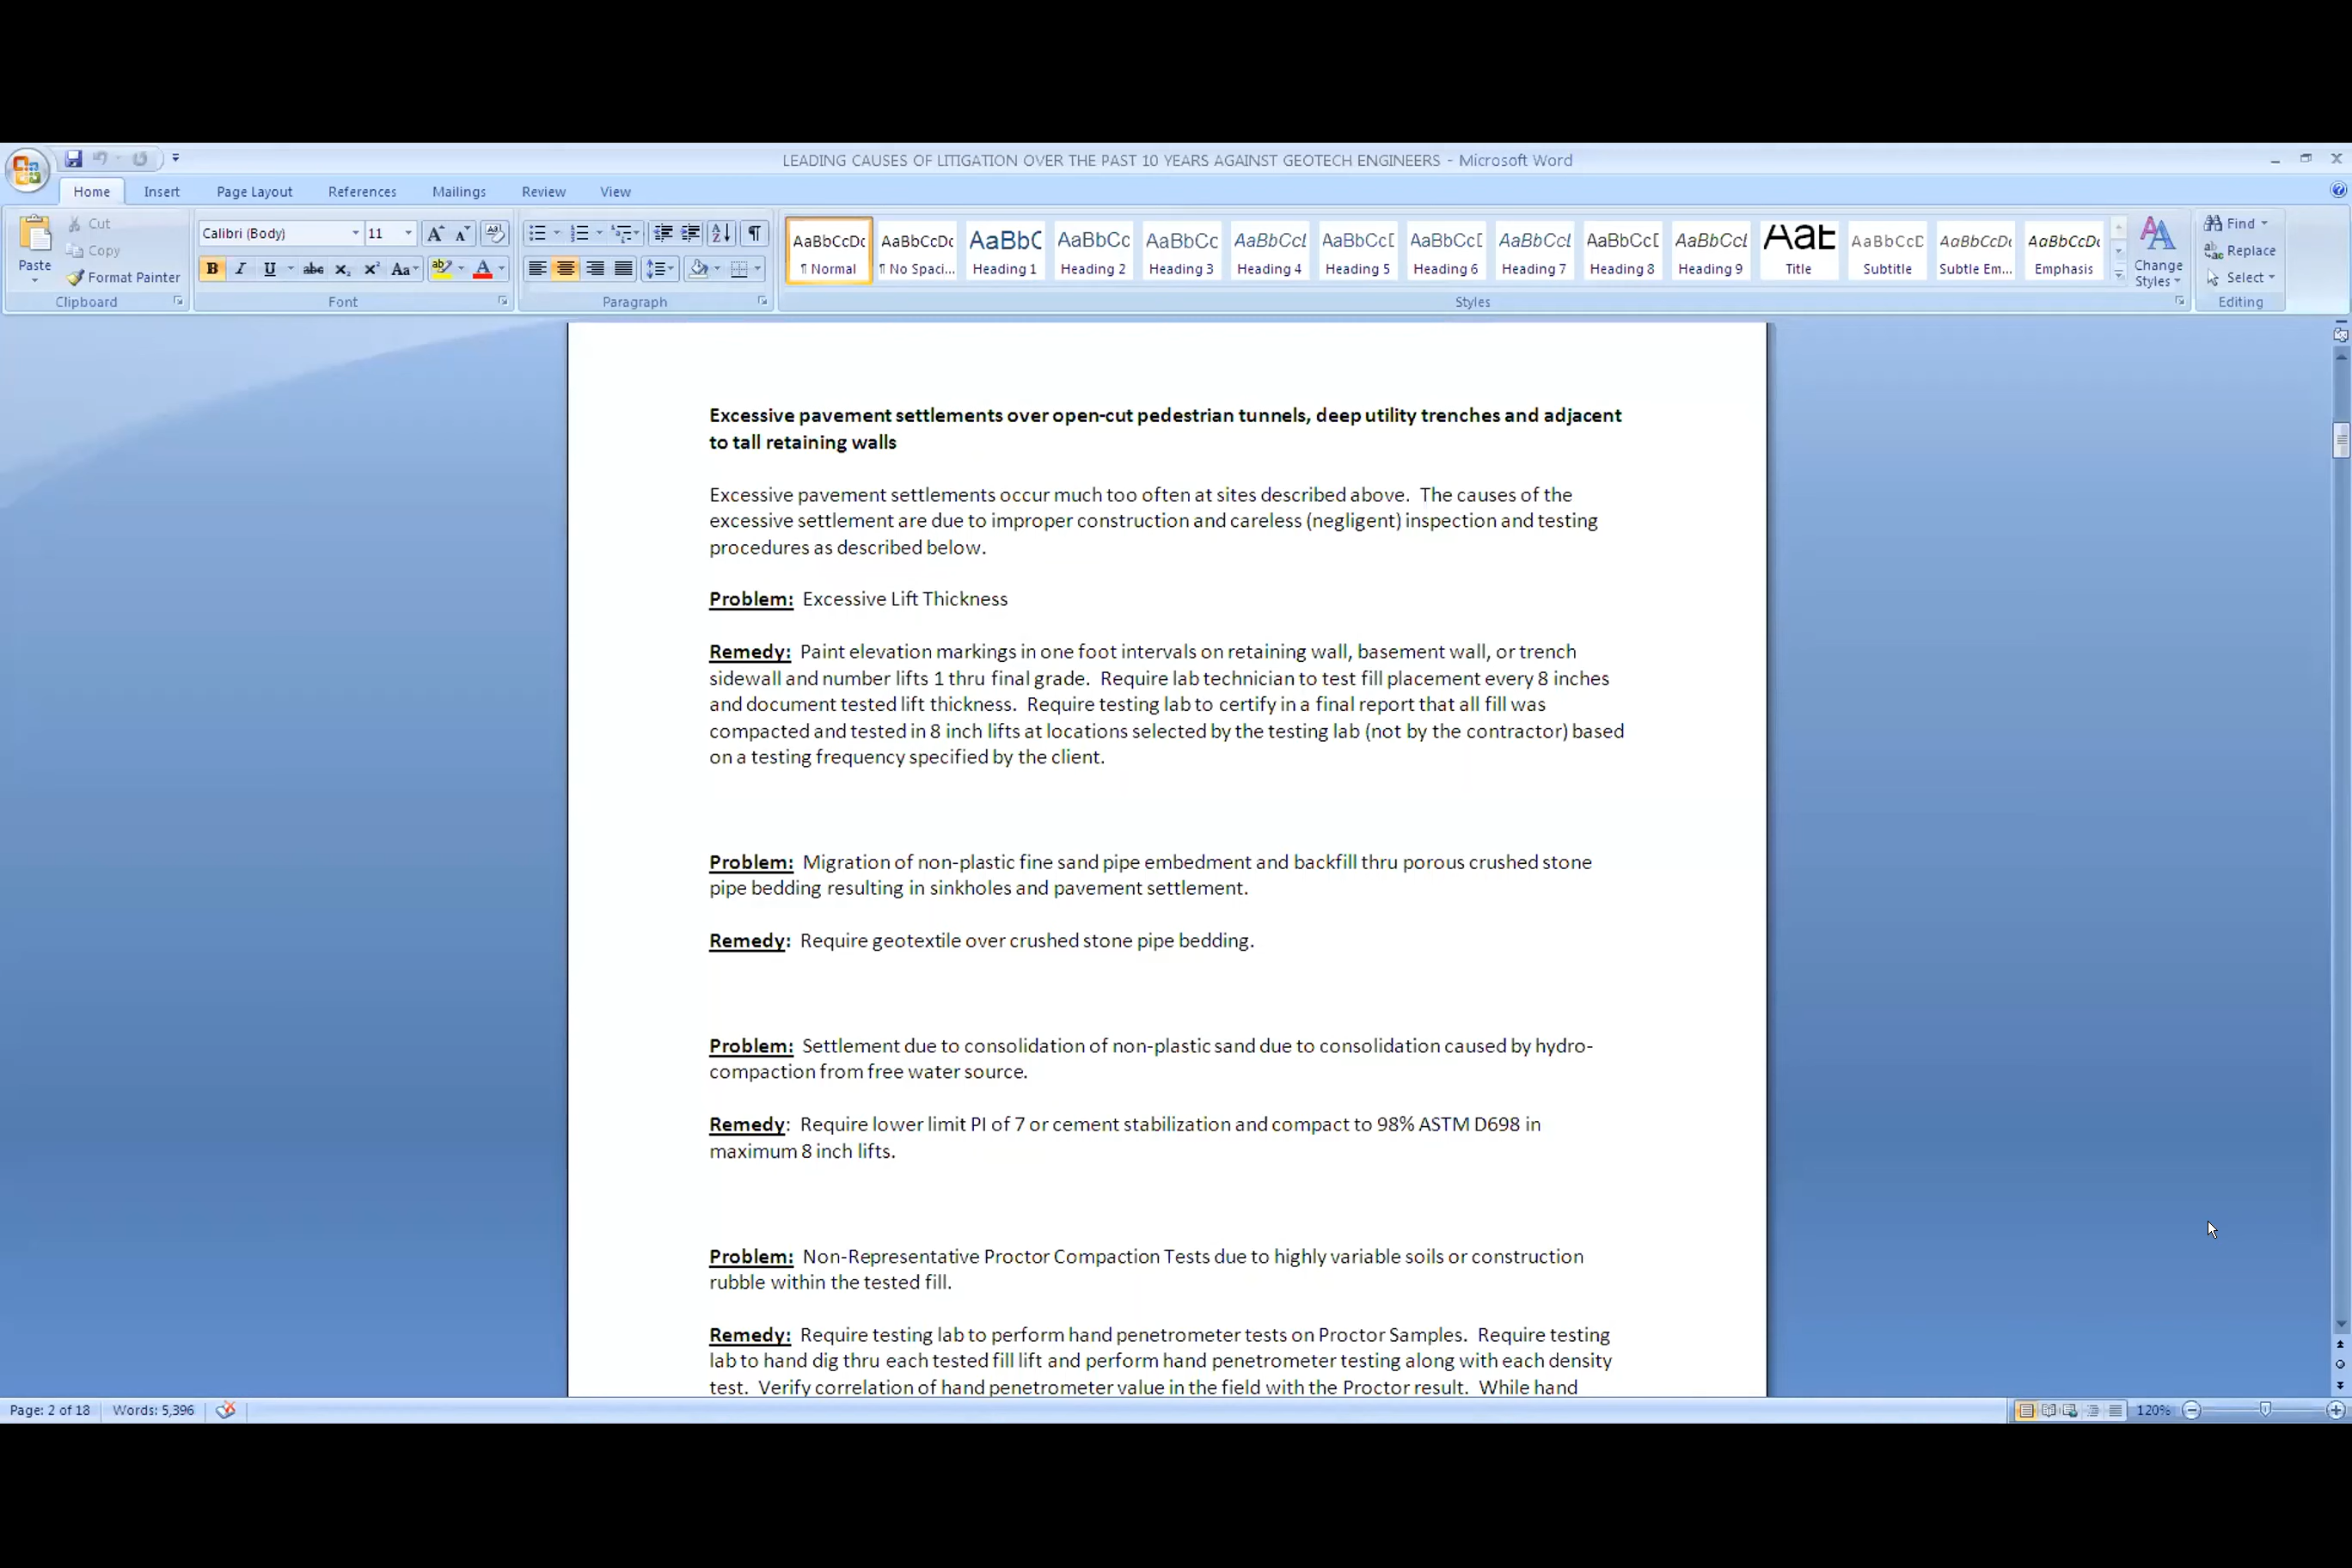 LEADING CAUSES OF LITIGATION OVER THE PAST 10 YEARS AGAINST GEOTECH ENGINEERS - Microsoft Word
Home Insert Page Layout References Mailings Review View
Paste
Cut
Copy
Format Painter
Clipboard
Calibri (Body) 11
Font
Paragraph
AaBbCcDc AaBbCcDc AaBbC AaBbCc AaBbCc AaBbCcI AaBbCcD AaBbCcD AaBbCcI AaBbCcD AaBbCcI AaB AaBbCcD AaBbCcDc AaBbCcDc
¶ Normal ¶ No Spaci... Heading 1 Heading 2 Heading 3 Heading 4 Heading 5 Heading 6 Heading 7 Heading 8 Heading 9 Title Subtitle Subtle Em... Emphasis
Styles
Change
Styles
Find
Replace
Select
Editing
Excessive pavement settlements over open-cut pedestrian tunnels, deep utility trenches and adjacent
to tall retaining walls
Excessive pavement settlements occur much too often at sites described above. The causes of the
excessive settlement are due to improper construction and careless (negligent) inspection and testing
procedures as described below.
Problem: Excessive Lift Thickness
Remedy: Paint elevation markings in one foot intervals on retaining wall, basement wall, or trench
sidewall and number lifts 1 thru final grade. Require lab technician to test fill placement every 8 inches
and document tested lift thickness. Require testing lab to certify in a final report that all fill was
compacted and tested in 8 inch lifts at locations selected by the testing lab (not by the contractor) based
on a testing frequency specified by the client.
Problem: Migration of non-plastic fine sand pipe embedment and backfill thru porous crushed stone
pipe bedding resulting in sinkholes and pavement settlement.
Remedy: Require geotextile over crushed stone pipe bedding.
Problem: Settlement due to consolidation of non-plastic sand due to consolidation caused by hydro-
compaction from free water source.
Remedy: Require lower limit PI of 7 or cement stabilization and compact to 98% ASTM D698 in
maximum 8 inch lifts.
Problem: Non-Representative Proctor Compaction Tests due to highly variable soils or construction
rubble within the tested fill.
Remedy: Require testing lab to perform hand penetrometer tests on Proctor Samples. Require testing
lab to hand dig thru each tested fill lift and perform hand penetrometer testing along with each density
test. Verify correlation of hand penetrometer value in the field with the Proctor result. While hand
Page: 2 of 18 Words: 5,396 120%